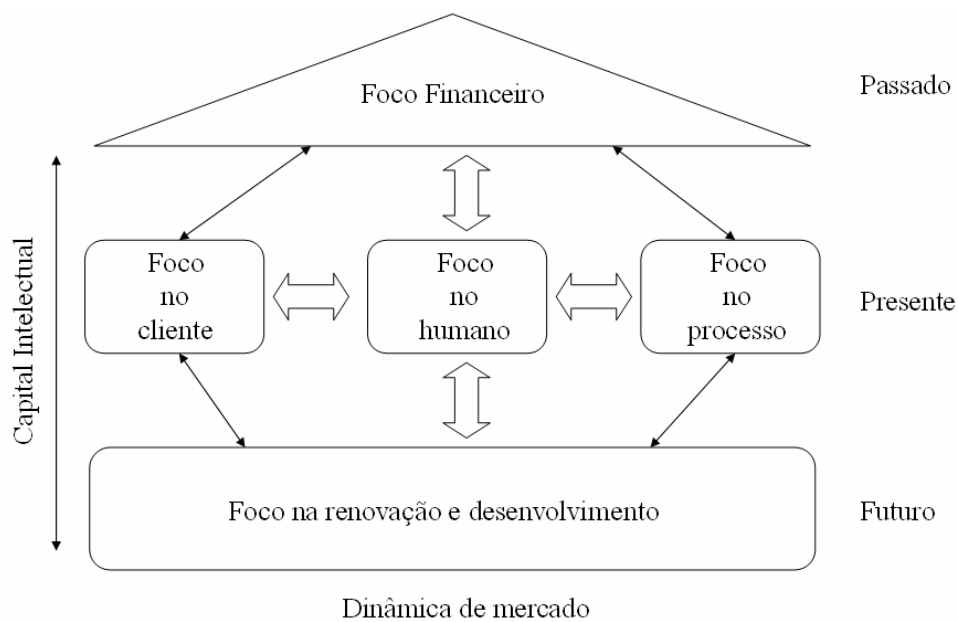 Foco Financeiro
Passado
Capital Intelectual
Foco
no
cliente
Foco
no
humano
Foco
no
processo
Presente
Foco na renovação e desenvolvimento
Futuro
Dinâmica de mercado